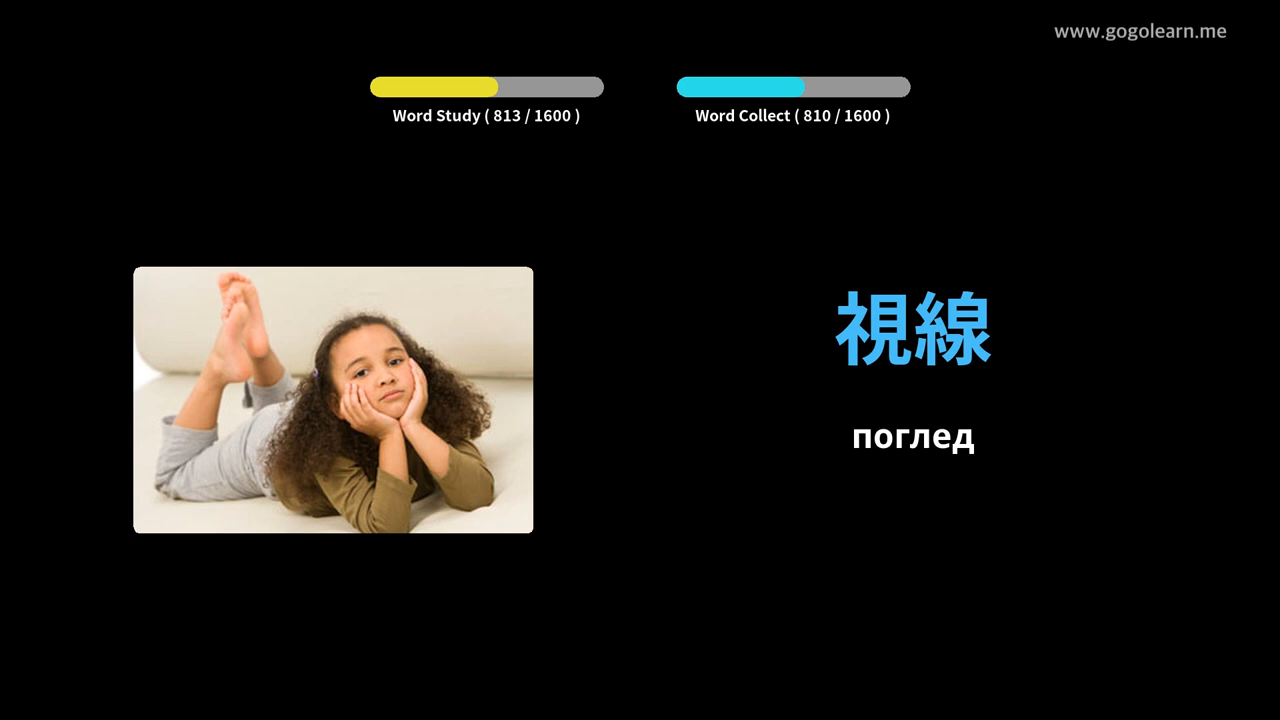 www.gogolearn.me
Word Study ( 813 / 1600 )
Word Collect ( 810 / 1600 )
視線
поглед